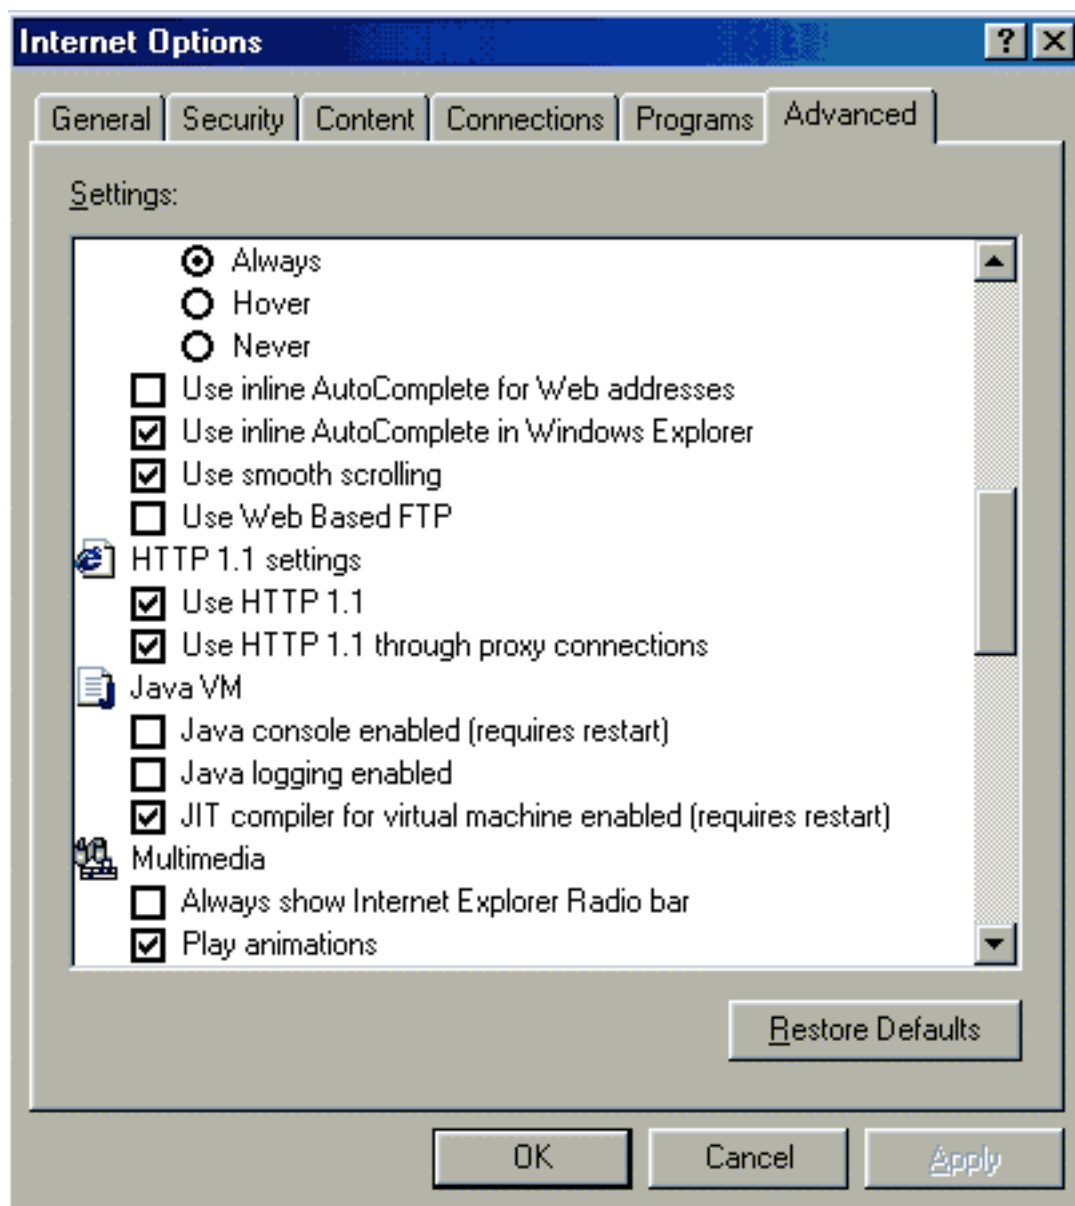 Internet Options
General Security Content Connections Programs Advanced
Settings:
Always
Hover
Never
Use inline AutoComplete for Web addresses
Use inline AutoComplete in Windows Explorer
Use smooth scrolling
Use Web Based FTP
HTTP 1.1 settings
Use HTTP 1.1
Use HTTP 1.1 through proxy connections
Java VM
Java console enabled (requires restart)
Java logging enabled
JIT compiler for virtual machine enabled (requires restart)
Multimedia
Always show Internet Explorer Radio bar
Play animations
Restore Defaults
OK Cancel Apply